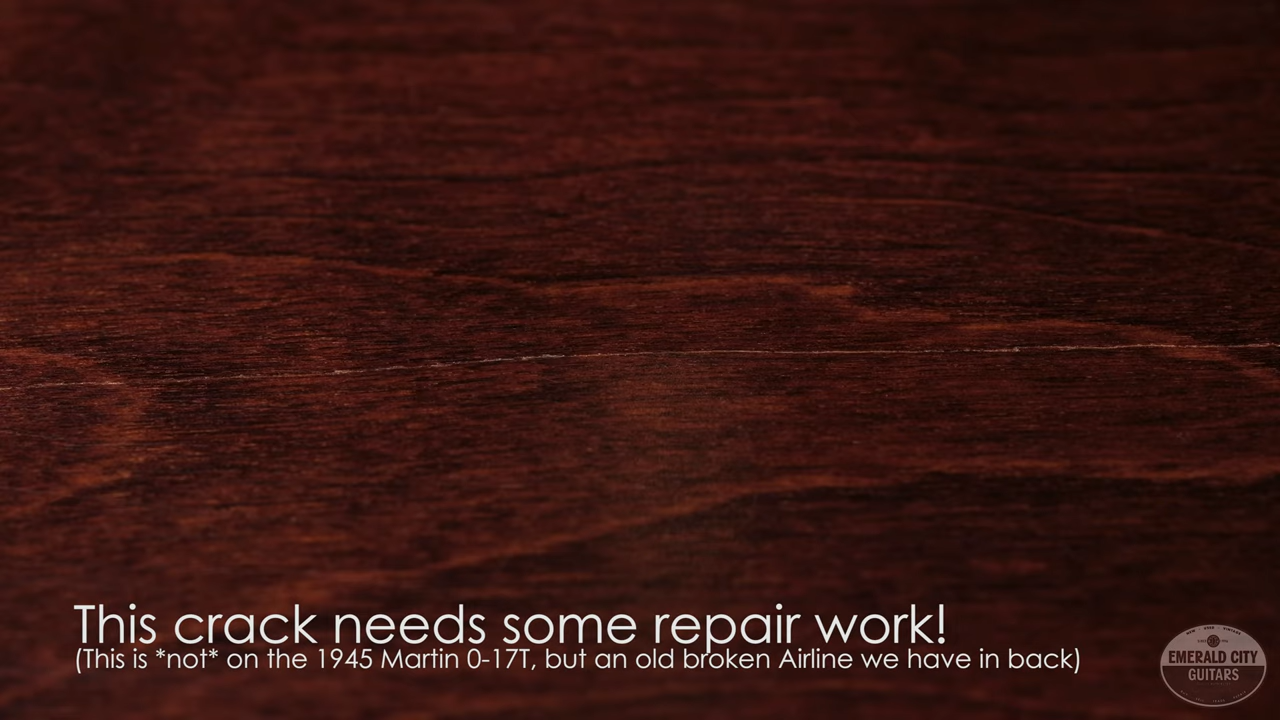 This crack needs some repair work!
(This is *not* on the 1945 Martin 0-17T, but an old broken Airline we have in back)
EMERALD CITY
GUITARS